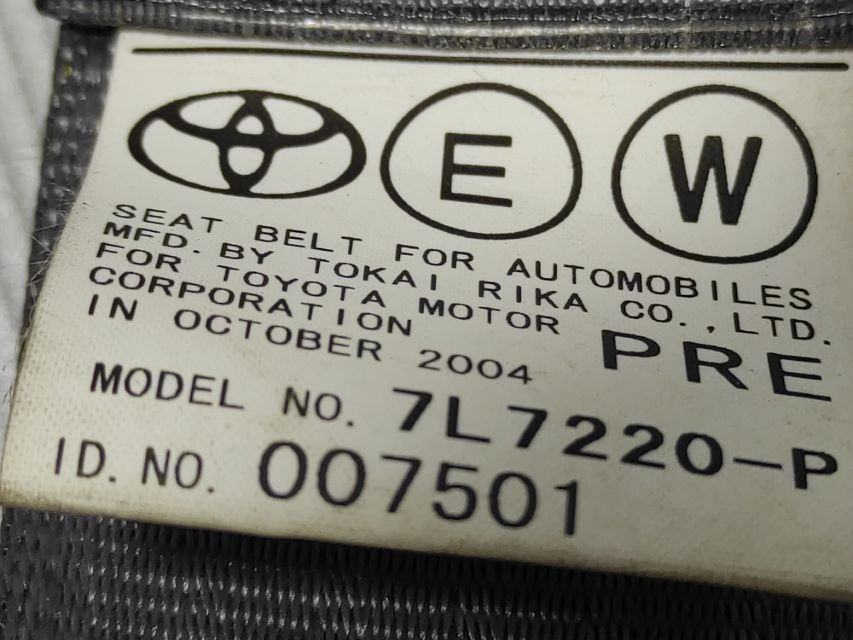 E W
SEAT BELT FOR AUTOMOBILES
MFD. BY TOKAI RIKA CO., LTD.
FOR TOYOTA MOTOR
CORPORATION
IN OCTOBER 2004 PRE
MODEL NO. 7L7220-P
ID. NO. 007501